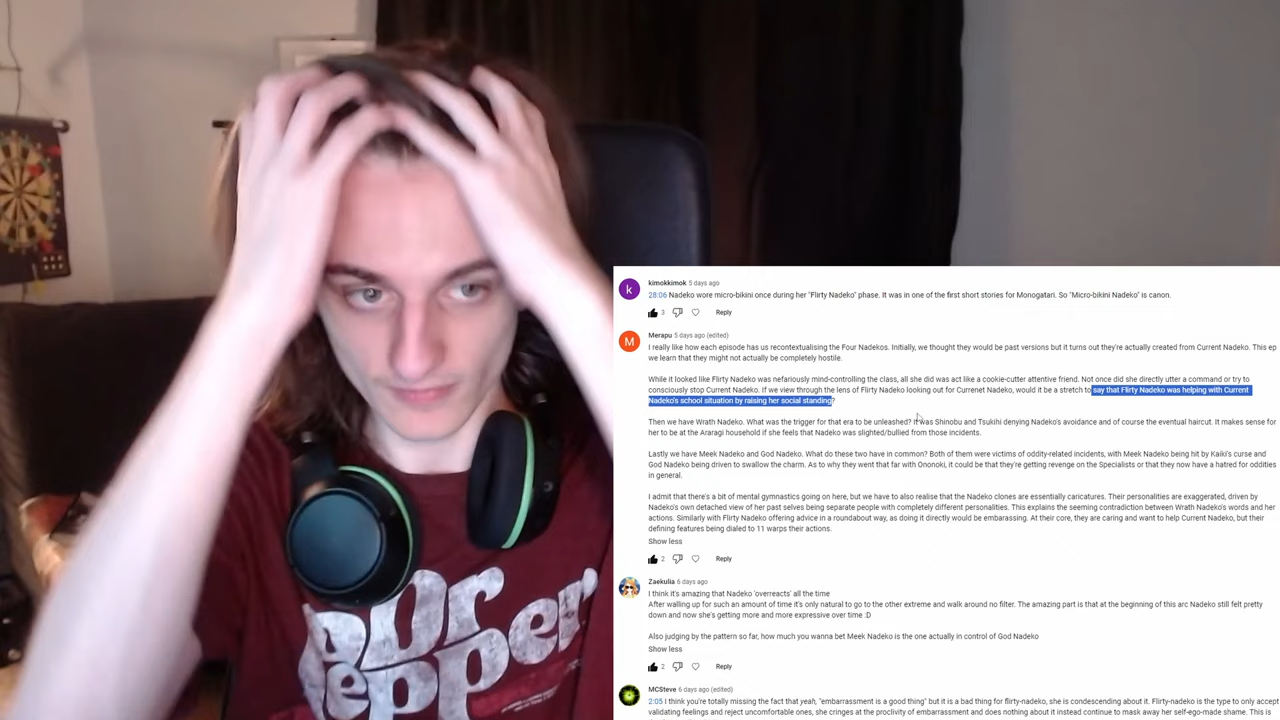 Dr
Pepper
k
kimokkimok 5 days ago
28:06 Nadeko wore micro-bikini once during her "Flirty Nadeko" phase. It was in one of the first short stories for Monogatari. So "Micro-bikini Nadeko" is canon.
3 Reply
M
Merapu 5 days ago (edited)
I really like how each episode has us recontextualising the Four Nadekos. Initially, we thought they would be past versions but it turns out they're actually created from Current Nadeko. This ep
we learn that they might not actually be completely hostile.
While it looked like Flirty Nadeko was nefariously mind-controlling the class, all she did was act like a cookie-cutter attentive friend. Not once did she directly utter a command or try to
consciously stop Current Nadeko. If we view through the lens of Flirty Nadeko looking out for Currenet Nadeko, would it be a stretch to say that Flirty Nadeko was helping with Current
Nadeko's school situation by raising her social standing?
Then we have Wrath Nadeko. What was the trigger for that era to be unleashed? It was Shinobu and Tsukihi denying Nadeko's avoidance and of course the eventual haircut. It makes sense for
her to be at the Araragi household if she feels that Nadeko was slighted/bullied from those incidents.
Lastly we have Meek Nadeko and God Nadeko. What do these two have in common? Both of them were victims of oddity-related incidents, with Meek Nadeko being hit by Kaiki's curse and
God Nadeko being driven to swallow the charm. As to why they went that far with Ononoki, it could be that they're getting revenge on the Specialists or that they now have a hatred for oddities
in general.
I admit that there's a bit of mental gymnastics going on here, but we have to also realise that the Nadeko clones are essentially caricatures. Their personalities are exaggerated, driven by
Nadeko's own detached view of her past selves being separate people with completely different personalities. This explains the seeming contradiction between Wrath Nadeko's words and her
actions. Similarly with Flirty Nadeko offering advice in a roundabout way, as doing it directly would be embarassing. At their core, they are caring and want to help Current Nadeko, but their
defining features being dialed to 11 warps their actions.
Show less
2 Reply
Zaekulia 6 days ago
I think it's amazing that Nadeko 'overreacts' all the time
After walling up for such an amount of time it's only natural to go to the other extreme and walk around no filter. The amazing part is that at the beginning of this arc Nadeko still felt pretty
down and now she's getting more and more expressive over time :D
Also judging by the pattern so far, how much you wanna bet Meek Nadeko is the one actually in control of God Nadeko
Show less
2 Reply
MCSteve 6 days ago (edited)
2:05 I think you're totally missing the fact that yeah, "embarrassment is a good thing" but it is a bad thing for flirty-nadeko, she is condescending about it. Flirty-nadeko is the type to only accept
validating feelings and reject uncomfortable ones, she cringes at the proclivity of embarrassment and does nothing about it instead continue to mask away her self-ego-made shame. This is